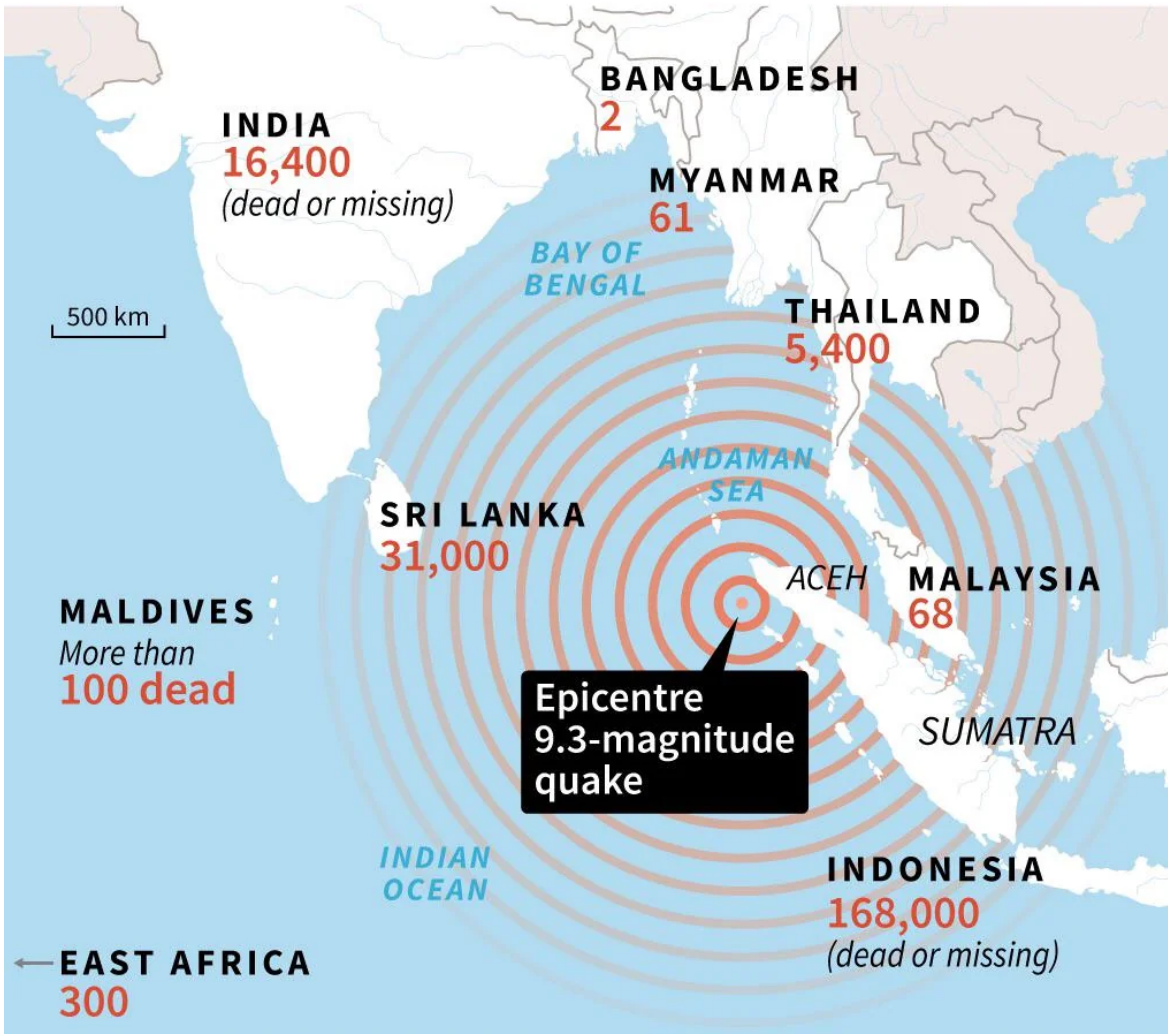 BANGLADESH
2
INDIA
16,400
(dead or missing)
MYANMAR
61
BAY OF
BENGAL
500 km
THAILAND
5,400
ANDAMAN
SEA
SRI LANKA
31,000
ACEH
MALAYSIA
68
MALDIVES
More than
100 dead
Epicentre
9.3-magnitude
quake
SUMATRA
INDIAN
OCEAN
INDONESIA
168,000
(dead or missing)
EAST AFRICA
300